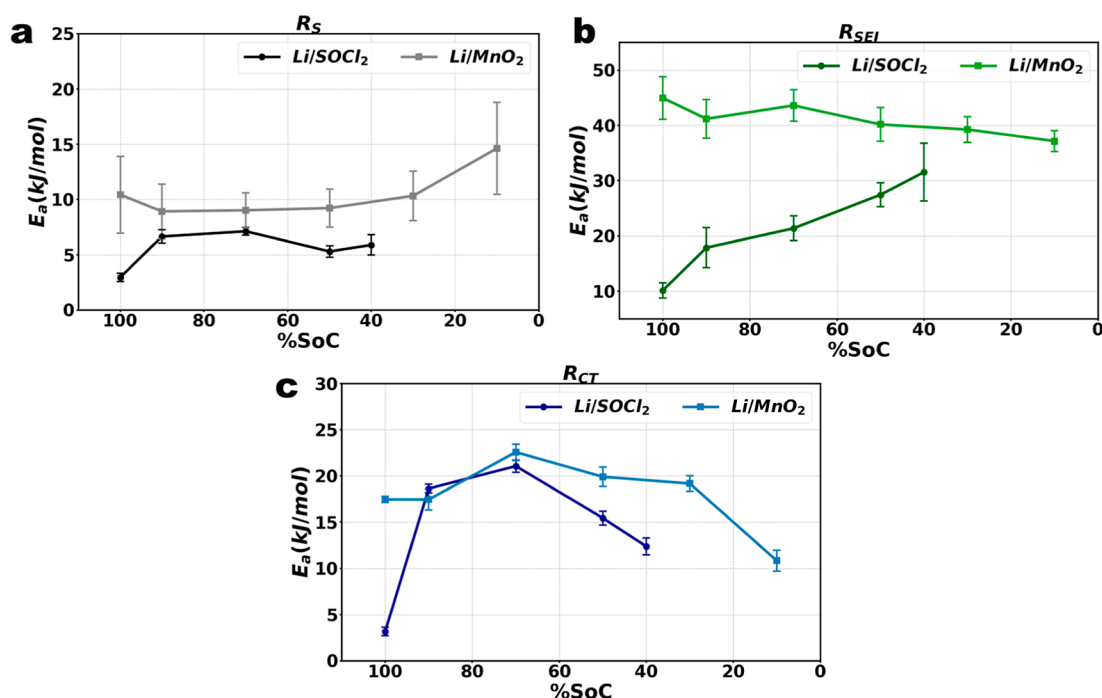 a
R_S
Li/SOCl₂ Li/MnO₂
E_a(kJ/mol)
25
20
15
10
5
0
100 80 60 40 20 0
%SoC
b
R_SEI
Li/SOCl₂ Li/MnO₂
E_a(kJ/mol)
50
40
30
20
10
100 80 60 40 20 0
%SoC
c
R_CT
Li/SOCl₂ Li/MnO₂
E_a(kJ/mol)
30
25
20
15
10
5
0
100 80 60 40 20 0
%SoC